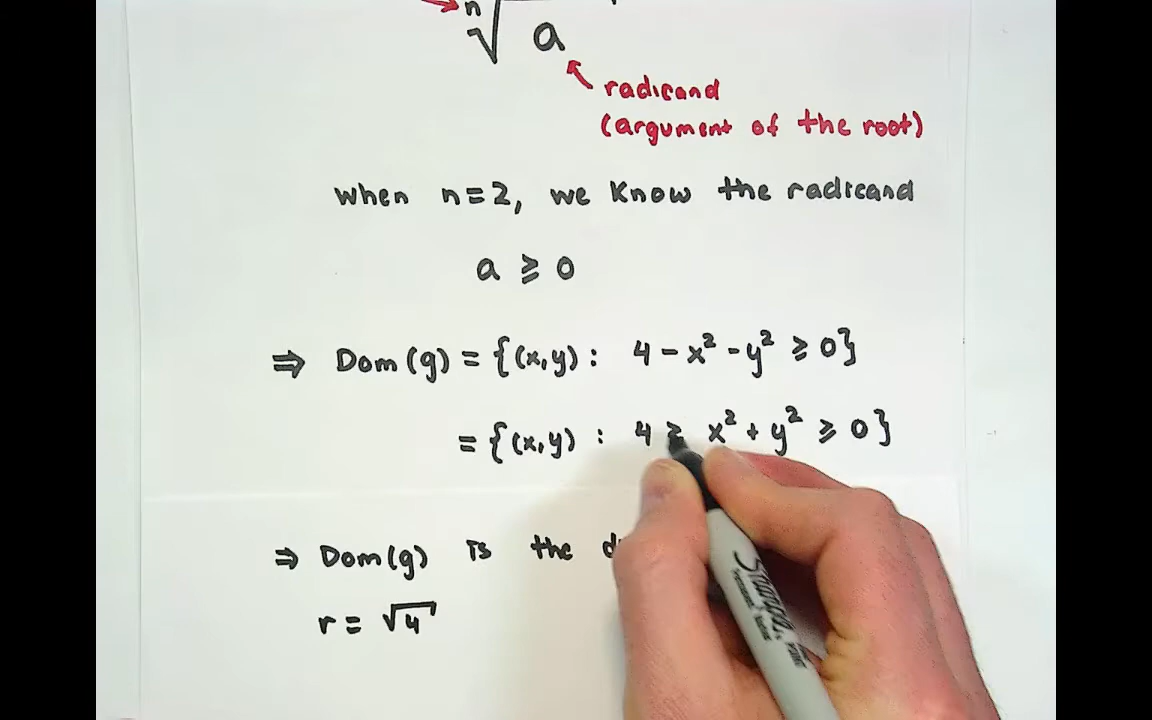 n√a
radicand
(argument of the root)
when n=2, we know the radicand
a ≥ 0
⇒ Dom(g) = {(x,y) : 4 - x² - y² ≥ 0}
= {(x,y) : 4 ≥ x² + y² ≥ 0}
⇒ Dom(g) is the
r = √4
Sharpie